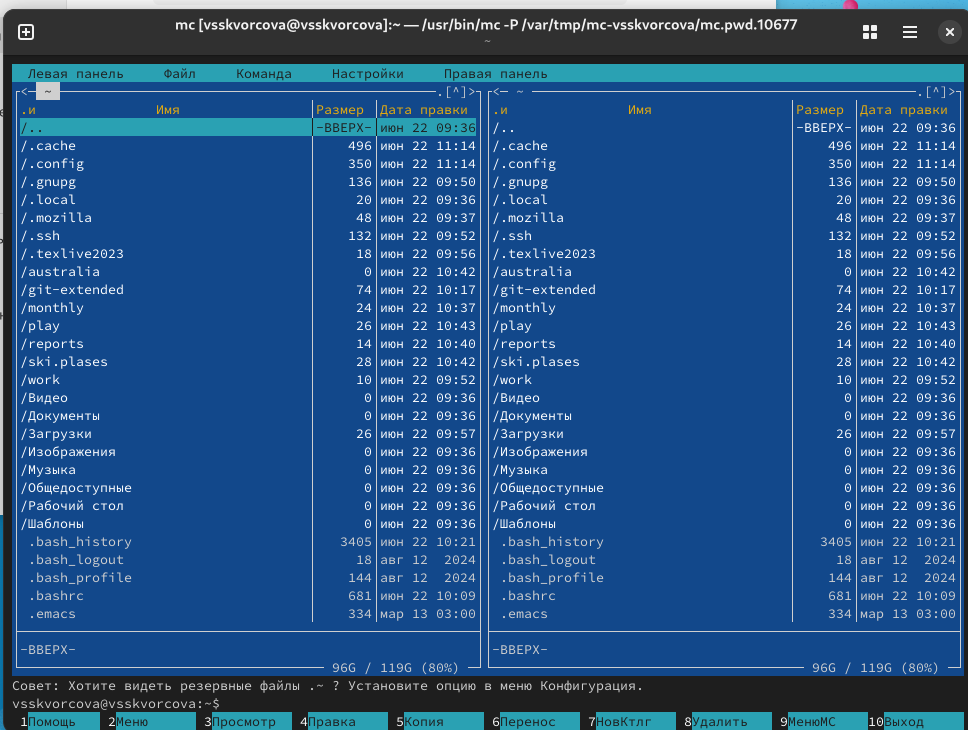 mc [vsskvorcova@vsskvorcova]:~ — /usr/bin/mc -P /var/tmp/mc-vsskvorcova/mc.pwd.10677
~
Левая панель Файл Команда Настройки Правая панель
<— ~ .[^]> <— ~ .[^]>
.и Имя Размер Дата правки .и Имя Размер Дата правки
/.. -ВВЕРХ- июн 22 09:36 /.. -ВВЕРХ- июн 22 09:36
/.cache 496 июн 22 11:14 /.cache 496 июн 22 11:14
/.config 350 июн 22 11:14 /.config 350 июн 22 11:14
/.gnupg 136 июн 22 09:50 /.gnupg 136 июн 22 09:50
/.local 20 июн 22 09:36 /.local 20 июн 22 09:36
/.mozilla 48 июн 22 09:37 /.mozilla 48 июн 22 09:37
/.ssh 132 июн 22 09:52 /.ssh 132 июн 22 09:52
/.texlive2023 18 июн 22 09:56 /.texlive2023 18 июн 22 09:56
/australia 0 июн 22 10:42 /australia 0 июн 22 10:42
/git-extended 74 июн 22 10:17 /git-extended 74 июн 22 10:17
/monthly 24 июн 22 10:37 /monthly 24 июн 22 10:37
/play 26 июн 22 10:43 /play 26 июн 22 10:43
/reports 14 июн 22 10:40 /reports 14 июн 22 10:40
/ski.plases 28 июн 22 10:42 /ski.plases 28 июн 22 10:42
/work 10 июн 22 09:52 /work 10 июн 22 09:52
/Видео 0 июн 22 09:36 /Видео 0 июн 22 09:36
/Документы 0 июн 22 09:36 /Документы 0 июн 22 09:36
/Загрузки 26 июн 22 09:57 /Загрузки 26 июн 22 09:57
/Изображения 0 июн 22 09:36 /Изображения 0 июн 22 09:36
/Музыка 0 июн 22 09:36 /Музыка 0 июн 22 09:36
/Общедоступные 0 июн 22 09:36 /Общедоступные 0 июн 22 09:36
/Рабочий стол 0 июн 22 09:36 /Рабочий стол 0 июн 22 09:36
/Шаблоны 0 июн 22 09:36 /Шаблоны 0 июн 22 09:36
.bash_history 3405 июн 22 10:21 .bash_history 3405 июн 22 10:21
.bash_logout 18 авг 12 2024 .bash_logout 18 авг 12 2024
.bash_profile 144 авг 12 2024 .bash_profile 144 авг 12 2024
.bashrc 681 июн 22 10:09 .bashrc 681 июн 22 10:09
.emacs 334 мар 13 03:00 .emacs 334 мар 13 03:00
-ВВЕРХ- -ВВЕРХ-
96G / 119G (80%) 96G / 119G (80%)
Совет: Хотите видеть резервные файлы .~ ? Установите опцию в меню Конфигурация.
vsskvorcova@vsskvorcova:~$
1Помощь 2Меню 3Просмотр 4Правка 5Копия 6Перенос 7НовКтлг 8Удалить 9МенюМС 10Выход